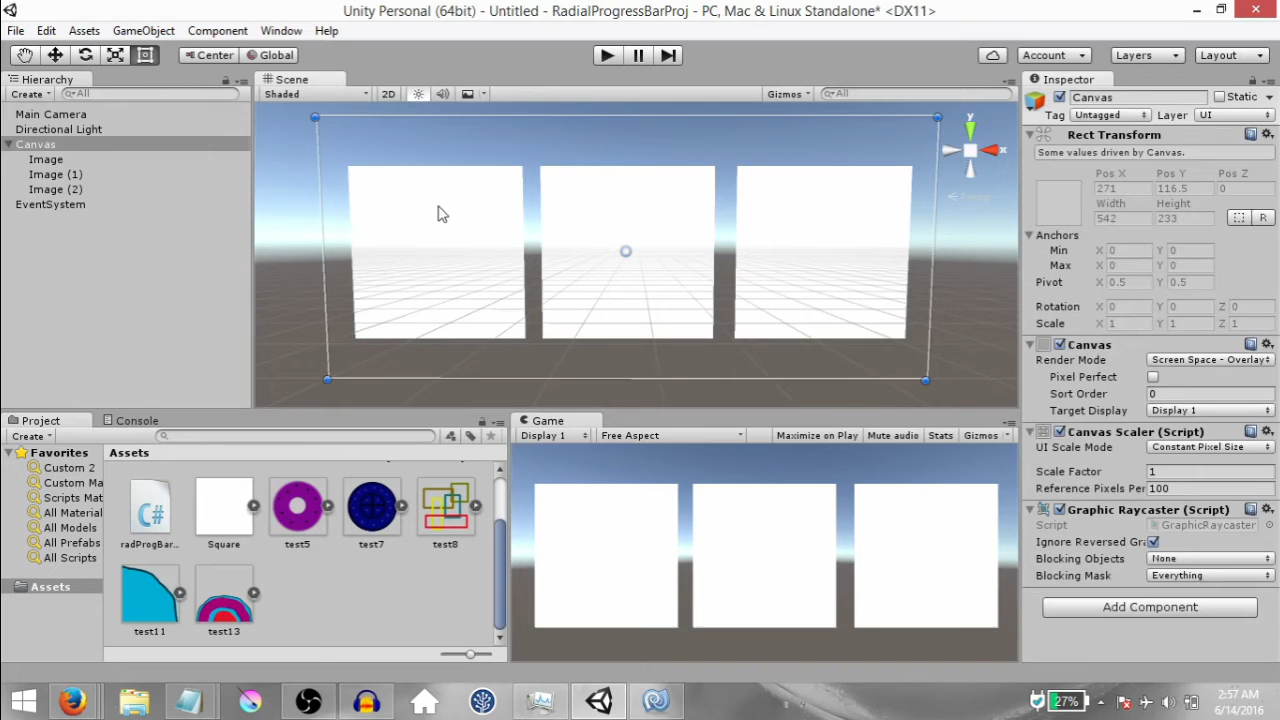 Unity Personal (64bit) - Untitled - RadialProgressBarProj - PC, Mac & Linux Standalone* <DX11>
File Edit Assets GameObject Component Window Help
Center Global Account Layers Layout
Hierarchy
Create All
Main Camera
Directional Light
Canvas
Image
Image (1)
Image (2)
EventSystem
Scene
Shaded 2D Gizmos All
y
x
Persp
Inspector
Canvas Static
Tag Untagged Layer UI
Rect Transform
Some values driven by Canvas.
Pos X Pos Y Pos Z
271 116.5 0
Width Height
542 233
R
Anchors
Min X 0 Y 0
Max X 0 Y 0
Pivot X 0.5 Y 0.5
Rotation X 0 Y 0 Z 0
Scale X 1 Y 1 Z 1
Canvas
Render Mode Screen Space - Overlay
Pixel Perfect
Sort Order 0
Target Display Display 1
Canvas Scaler (Script)
UI Scale Mode Constant Pixel Size
Scale Factor 1
Reference Pixels Per 100
Graphic Raycaster (Script)
Script GraphicRaycaster
Ignore Reversed Gra
Blocking Objects None
Blocking Mask Everything
Add Component
Project Console
Create
Favorites
Custom 2
Custom Ma
Scripts Mat
All Material
All Models
All Prefabs
All Scripts
Assets
Assets
C#
radProgBar... Square test5 test7 test8
test11 test13
Game
Display 1 Free Aspect Maximize on Play Mute audio Stats Gizmos
27%
2:57 AM
6/14/2016